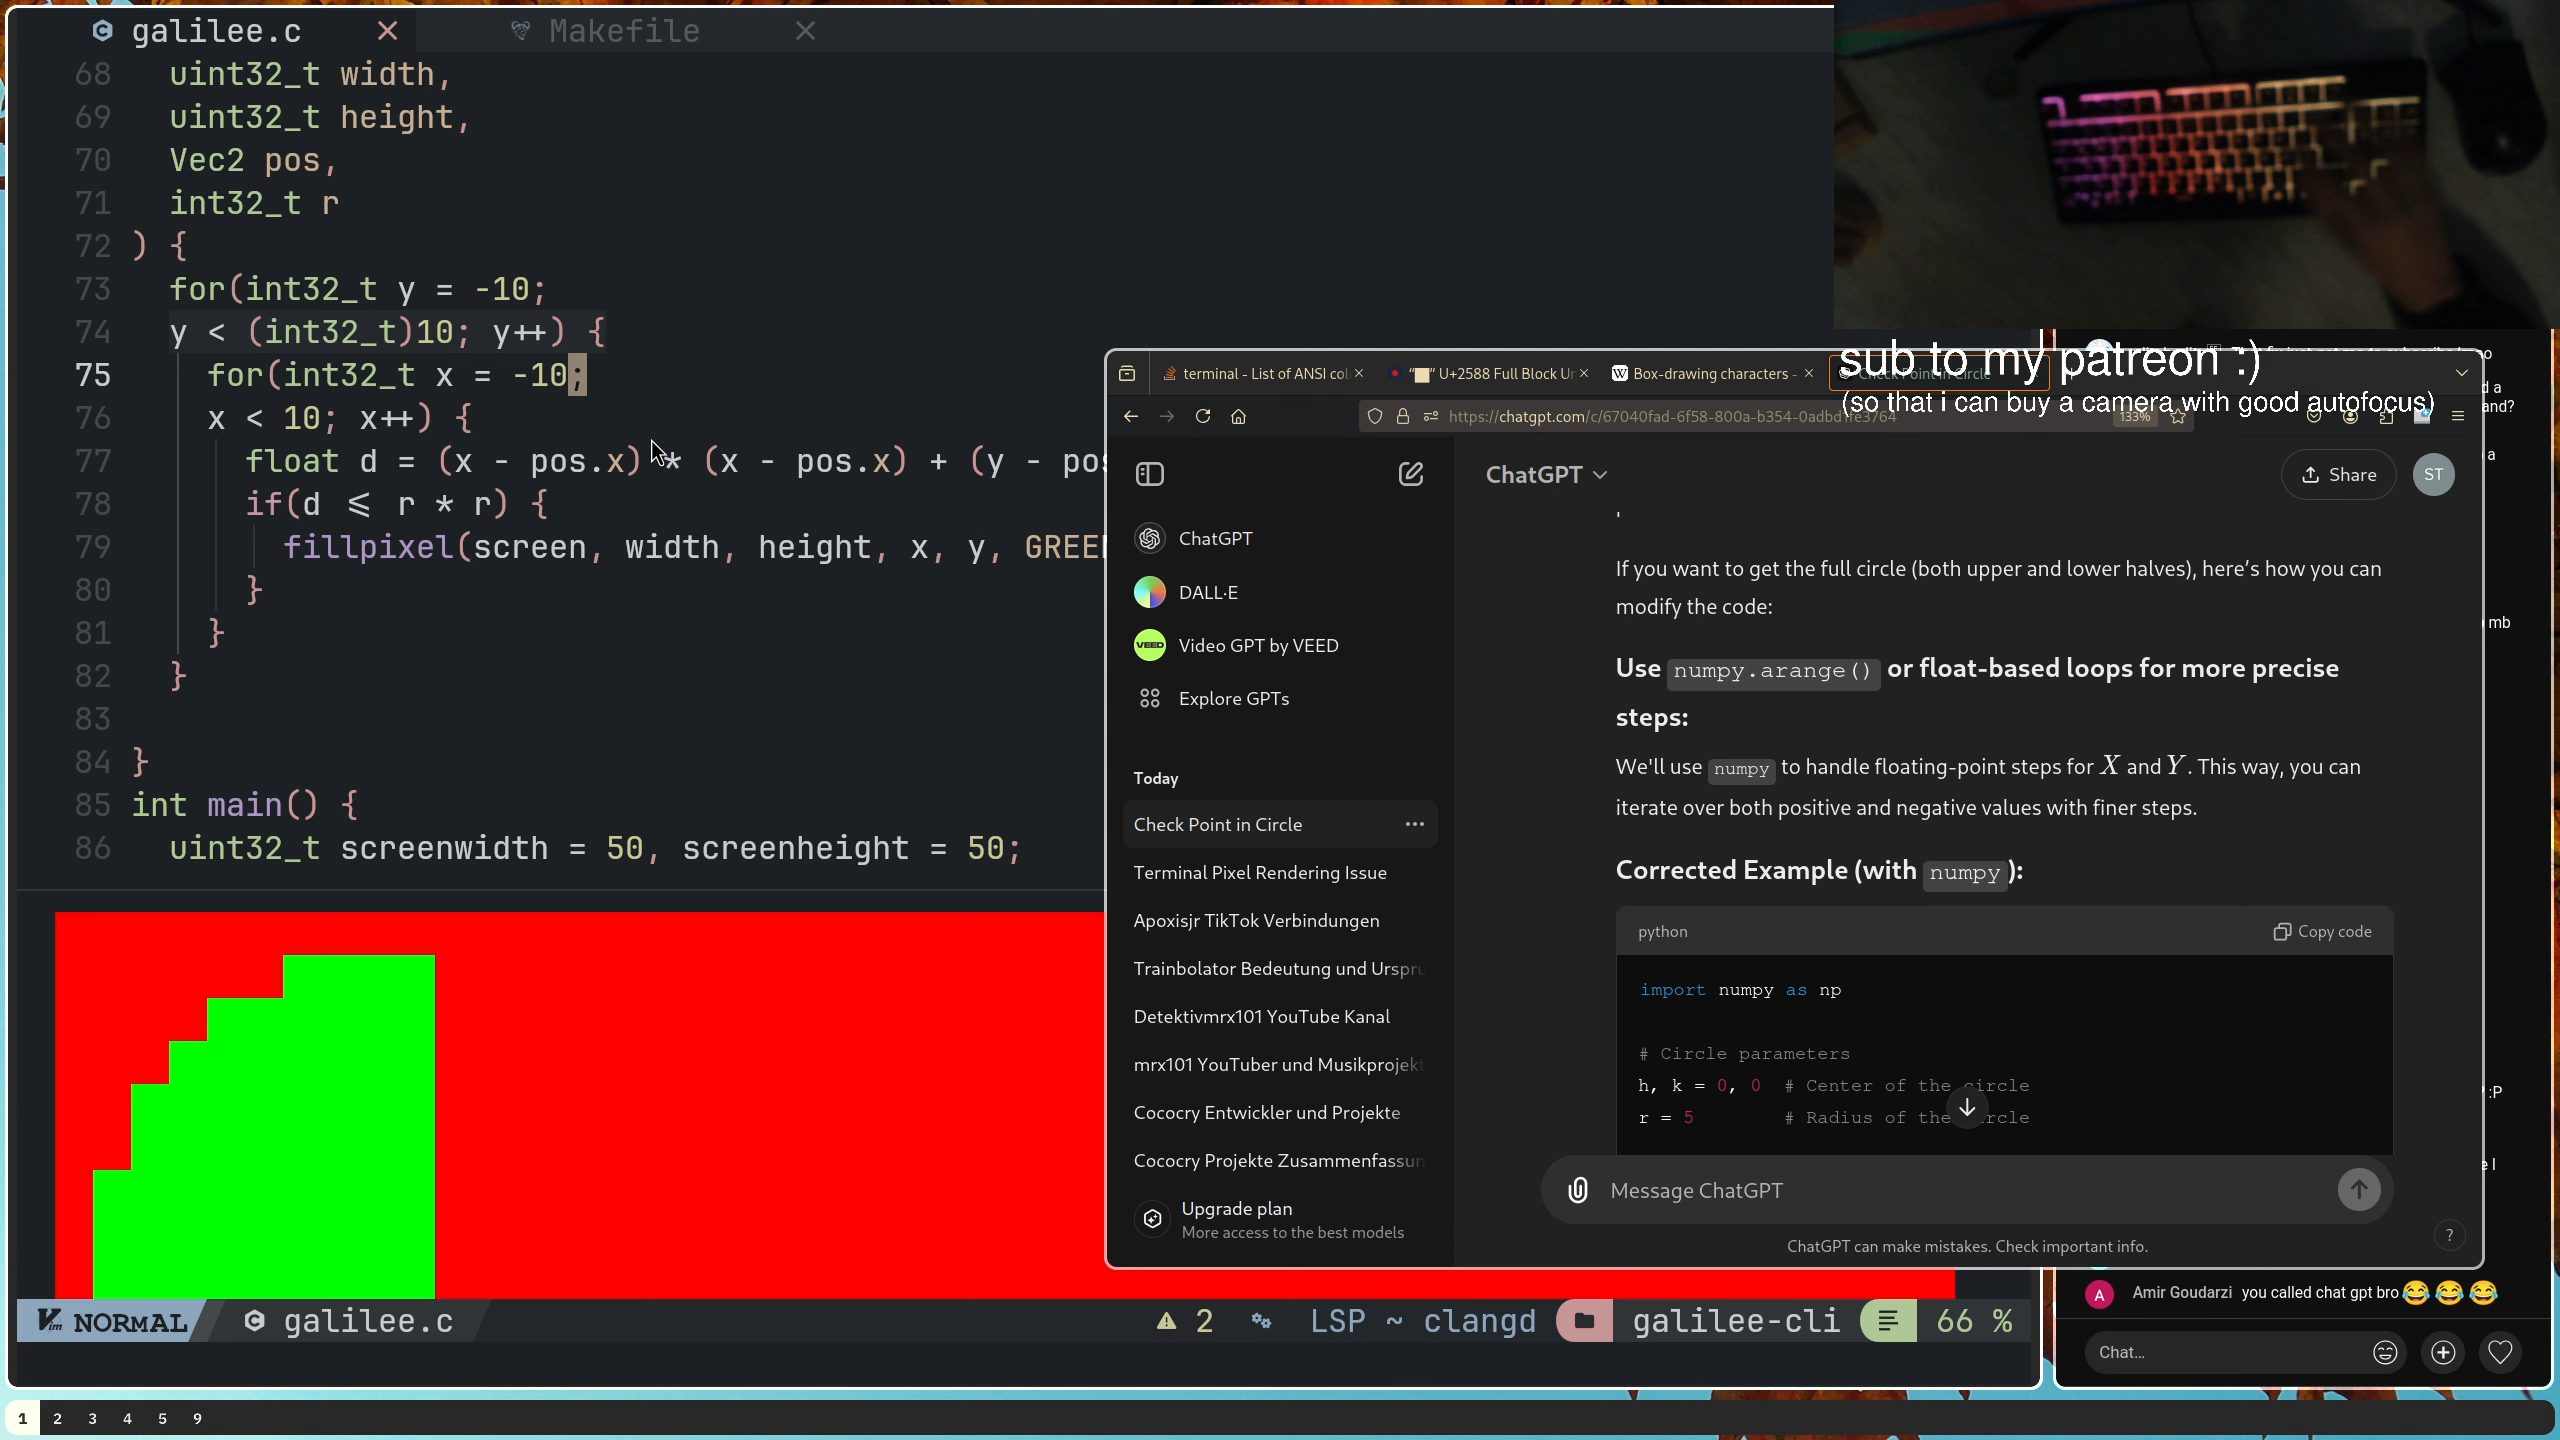 galilee.c
Makefile
68 uint32_t width,
69 uint32_t height,
70 Vec2 pos,
71 int32_t r
72 ) {
73 for(int32_t y = -10;
74 y < (int32_t)10; y++) {
75 for(int32_t x = -10;
76 x < 10; x++) {
77 float d = (x - pos.x) * (x - pos.x) + (y - pos
78 if(d <= r * r) {
79 fillpixel(screen, width, height, x, y, GREE
80 }
81 }
82 }
83
84 }
85 int main() {
86 uint32_t screenwidth = 50, screenheight = 50;
NORMAL galilee.c 2 LSP ~ clangd galilee-cli 66 %
sub to my patreon :)
(so that i can buy a camera with good autofocus)
terminal - List of ANSI col
"█" U+2588 Full Block Un
Box-drawing characters -
Check Point in Circle
https://chatgpt.com/c/67040fad-6f58-800a-b354-0adbd
133%
ChatGPT
DALL·E
Video GPT by VEED
Explore GPTs
Today
Check Point in Circle
Terminal Pixel Rendering Issue
Apoxisjr TikTok Verbindungen
Trainbolator Bedeutung und Urspru
Detektivmrx101 YouTube Kanal
mrx101 YouTuber und Musikprojekt
Cococry Entwickler und Projekte
Cococry Projekte Zusammenfassun
Upgrade plan
More access to the best models
ChatGPT
Share
ST
If you want to get the full circle (both upper and lower halves), here's how you can
modify the code:
Use numpy.arange() or float-based loops for more precise
steps:
We'll use numpy to handle floating-point steps for X and Y. This way, you can
iterate over both positive and negative values with finer steps.
Corrected Example (with numpy):
python
Copy code
import numpy as np
# Circle parameters
h, k = 0, 0 # Center of the circle
r = 5 # Radius of the
Message ChatGPT
ChatGPT can make mistakes. Check important info.
?
d a
and?
a
mb
:P
A Amir Goudarzi you called chat gpt bro 😂😂😂
Chat...
1 2 3 4 5 9